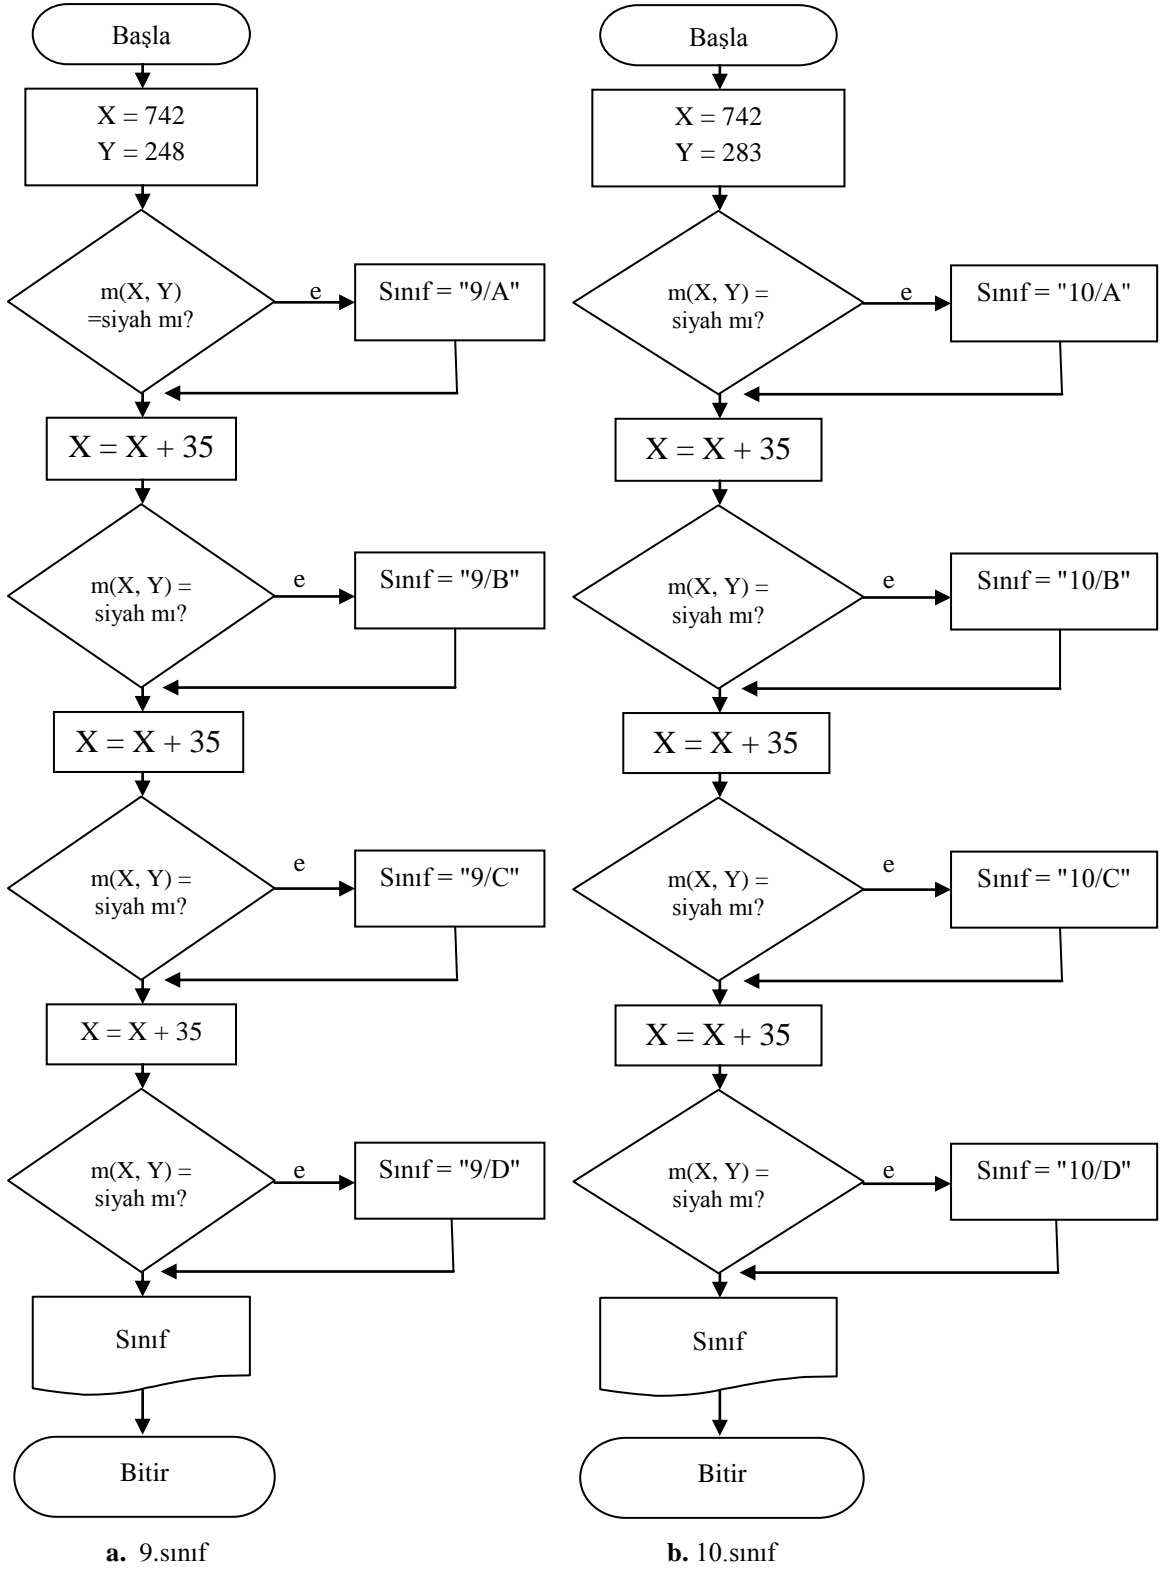 Başla
X = 742
Y = 248
m(X, Y)
=siyah mı?
e
Sınıf = "9/A"
X = X + 35
m(X, Y) =
siyah mı?
e
Sınıf = "9/B"
X = X + 35
m(X, Y) =
siyah mı?
e
Sınıf = "9/C"
X = X + 35
m(X, Y) =
siyah mı?
e
Sınıf = "9/D"
Sınıf
Bitir
a. 9.sınıf
Başla
X = 742
Y = 283
m(X, Y) =
siyah mı?
e
Sınıf = "10/A"
X = X + 35
m(X, Y) =
siyah mı?
e
Sınıf = "10/B"
X = X + 35
m(X, Y) =
siyah mı?
e
Sınıf = "10/C"
X = X + 35
m(X, Y) =
siyah mı?
e
Sınıf = "10/D"
Sınıf
Bitir
b. 10.sınıf